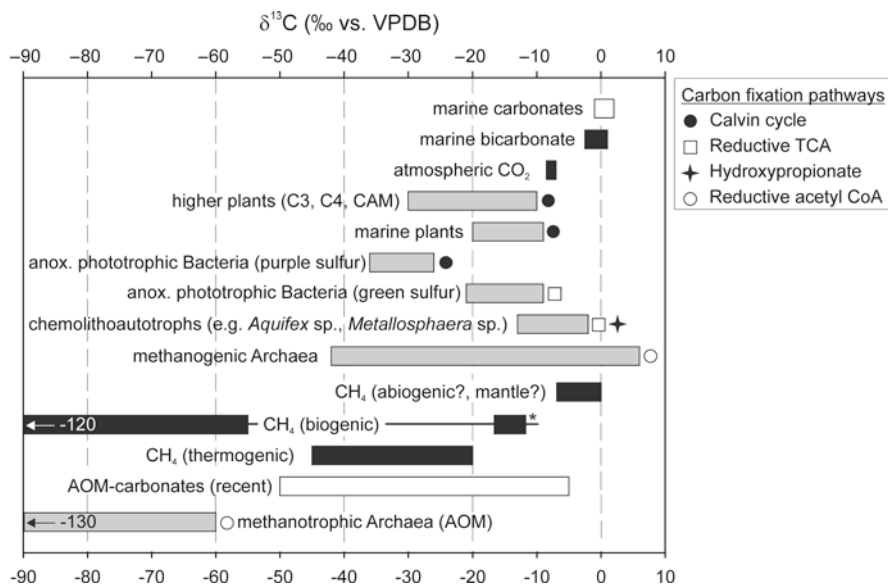 δ¹³C (‰ vs. VPDB)
–90 –80 –70 –60 –50 –40 –30 –20 –10 0 10
marine carbonates
marine bicarbonate
atmospheric CO₂
higher plants (C3, C4, CAM)
marine plants
anox. phototrophic Bacteria (purple sulfur)
anox. phototrophic Bacteria (green sulfur)
chemolithoautotrophs (e.g. Aquifex sp., Metallosphaera sp.)
methanogenic Archaea
CH₄ (abiogenic?, mantle?)
-120 CH₄ (biogenic) *
CH₄ (thermogenic)
AOM-carbonates (recent)
-130 methanotrophic Archaea (AOM)
-90 -80 -70 -60 -50 -40 -30 -20 -10 0 10
Carbon fixation pathways
Calvin cycle
Reductive TCA
Hydroxypropionate
Reductive acetyl CoA